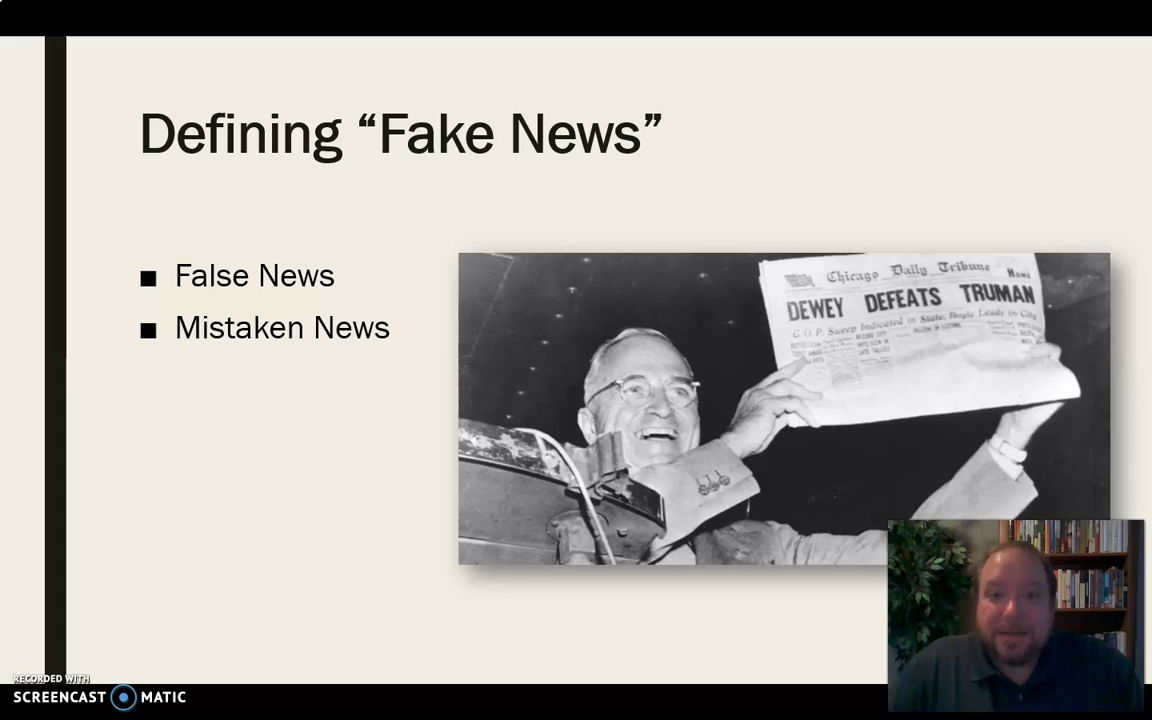 Defining “Fake News”
■ False News
■ Mistaken News
Chicago Daily Tribune HOME
DEWEY DEFEATS TRUMAN
G.O.P. Sweep Indicated in State; Boyle Leads in City
RECORDED WITH
SCREENCAST MATIC